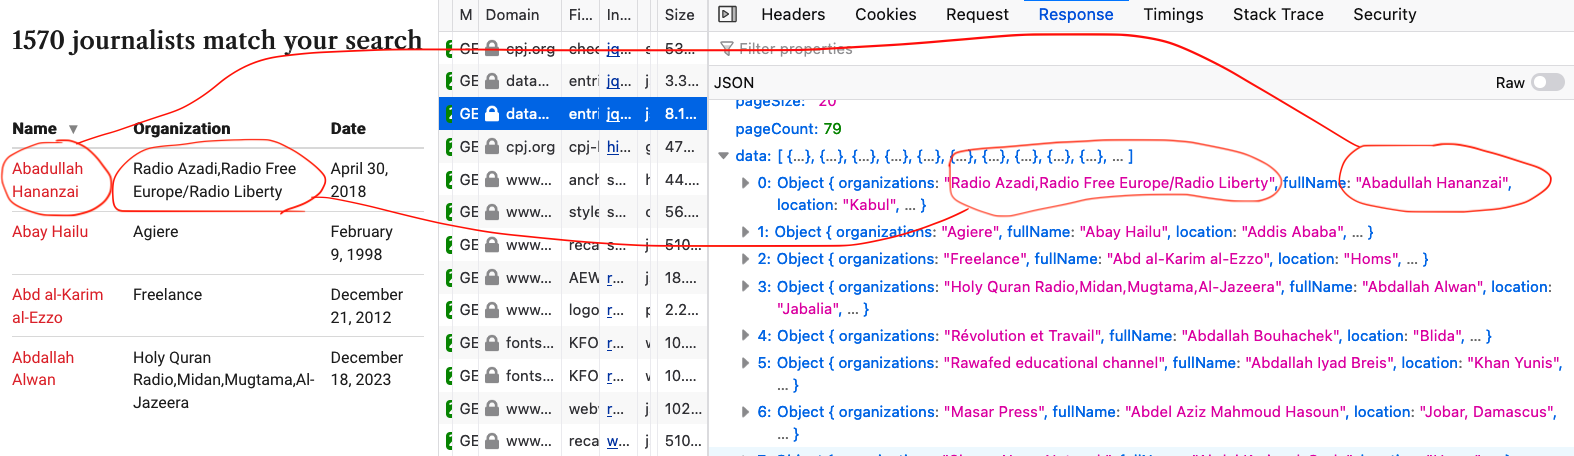 1570 journalists match your search
Name ▼ Organization Date
Abadullah Hananzai
Radio Azadi,Radio Free Europe/Radio Liberty
April 30, 2018
Abay Hailu
Agiere
February 9, 1998
Abd al-Karim al-Ezzo
Freelance
December 21, 2012
Abdallah Alwan
Holy Quran Radio,Midan,Mugtama,Al-Jazeera
December 18, 2023
M Domain Fi... In... Size
GE cpj.org chec jq... s 53...
GE data... entri jq... j 3.3...
GE data... entri jq... j 8.1...
GE cpj.org cpj-l hi... g 47...
GE www... anch s... h 44....
GE www... style s... c 56....
GE www... reca s... j 510...
GE www... AEW r... j 18....
GE www... logo r... p 2.2...
GE fonts... KFO r... w 10....
GE fonts... KFO r... w 10....
GE www... web r... j 102...
GE www... reca w... j 510...
Headers Cookies Request Response Timings Stack Trace Security
Filter properties
JSON Raw
pageSize: "20"
pageCount: 79
data: [ {...}, {...}, {...}, {...}, {...}, {...}, {...}, {...}, {...}, {...}, ... ]
0: Object { organizations: "Radio Azadi,Radio Free Europe/Radio Liberty", fullName: "Abadullah Hananzai",
location: "Kabul", ... }
1: Object { organizations: "Agiere", fullName: "Abay Hailu", location: "Addis Ababa", ... }
2: Object { organizations: "Freelance", fullName: "Abd al-Karim al-Ezzo", location: "Homs", ... }
3: Object { organizations: "Holy Quran Radio,Midan,Mugtama,Al-Jazeera", fullName: "Abdallah Alwan", location:
"Jabalia", ... }
4: Object { organizations: "Révolution et Travail", fullName: "Abdallah Bouhachek", location: "Blida", ... }
5: Object { organizations: "Rawafed educational channel", fullName: "Abdallah Iyad Breis", location: "Khan Yunis",
... }
6: Object { organizations: "Masar Press", fullName: "Abdel Aziz Mahmoud Hasoun", location: "Jobar, Damascus",
... }